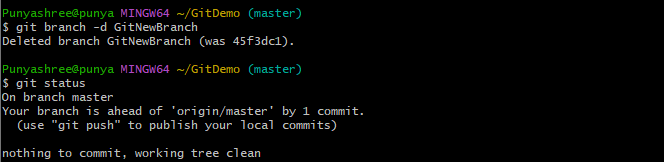 Punyashree@punya MINGW64 ~/GitDemo (master)
$ git branch -d GitNewBranch
Deleted branch GitNewBranch (was 45f3dc1).
Punyashree@punya MINGW64 ~/GitDemo (master)
$ git status
On branch master
Your branch is ahead of 'origin/master' by 1 commit.
  (use "git push" to publish your local commits)
nothing to commit, working tree clean